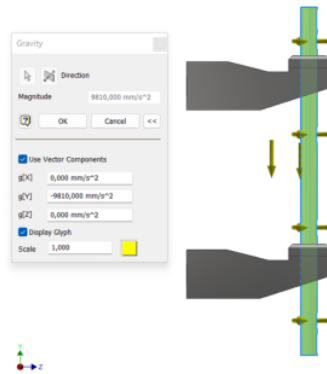 Gravity
Direction
Magnitude 9810,000 mm/s^2
OK Cancel <<
Use Vector Components
g[X] 0,000 mm/s^2
g[Y] -9810,000 mm/s^2
g[Z] 0,000 mm/s^2
Display Glyph
Scale 1,000
Y
Z